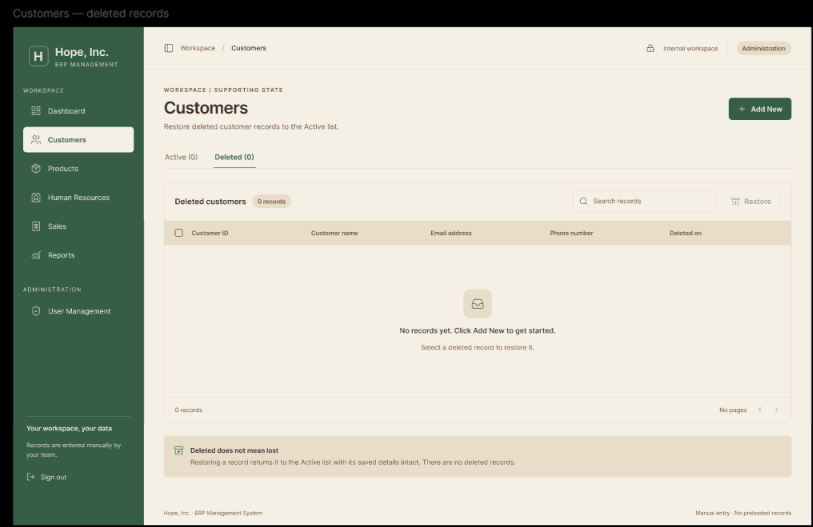 Customers — deleted records
H
Hope, Inc.
ERP MANAGEMENT
WORKSPACE
Dashboard
Customers
Products
Human Resources
Sales
Reports
ADMINISTRATION
User Management
Your workspace, your data
Records are entered manually by
your team.
Sign out
Workspace / Customers
Internal workspace
Administration
WORKSPACE / SUPPORTING STATE
Customers
Restore deleted customer records to the Active list.
+ Add New
Active (0) Deleted (0)
Deleted customers 0 records
Search records
Restore
Customer ID Customer name Email address Phone number Deleted on
No records yet. Click Add New to get started.
Select a deleted record to restore it.
0 records
No pages
Deleted does not mean lost
Restoring a record returns it to the Active list with its saved details intact. There are no deleted records.
Hope, Inc. · ERP Management System
Manual entry · No preloaded records